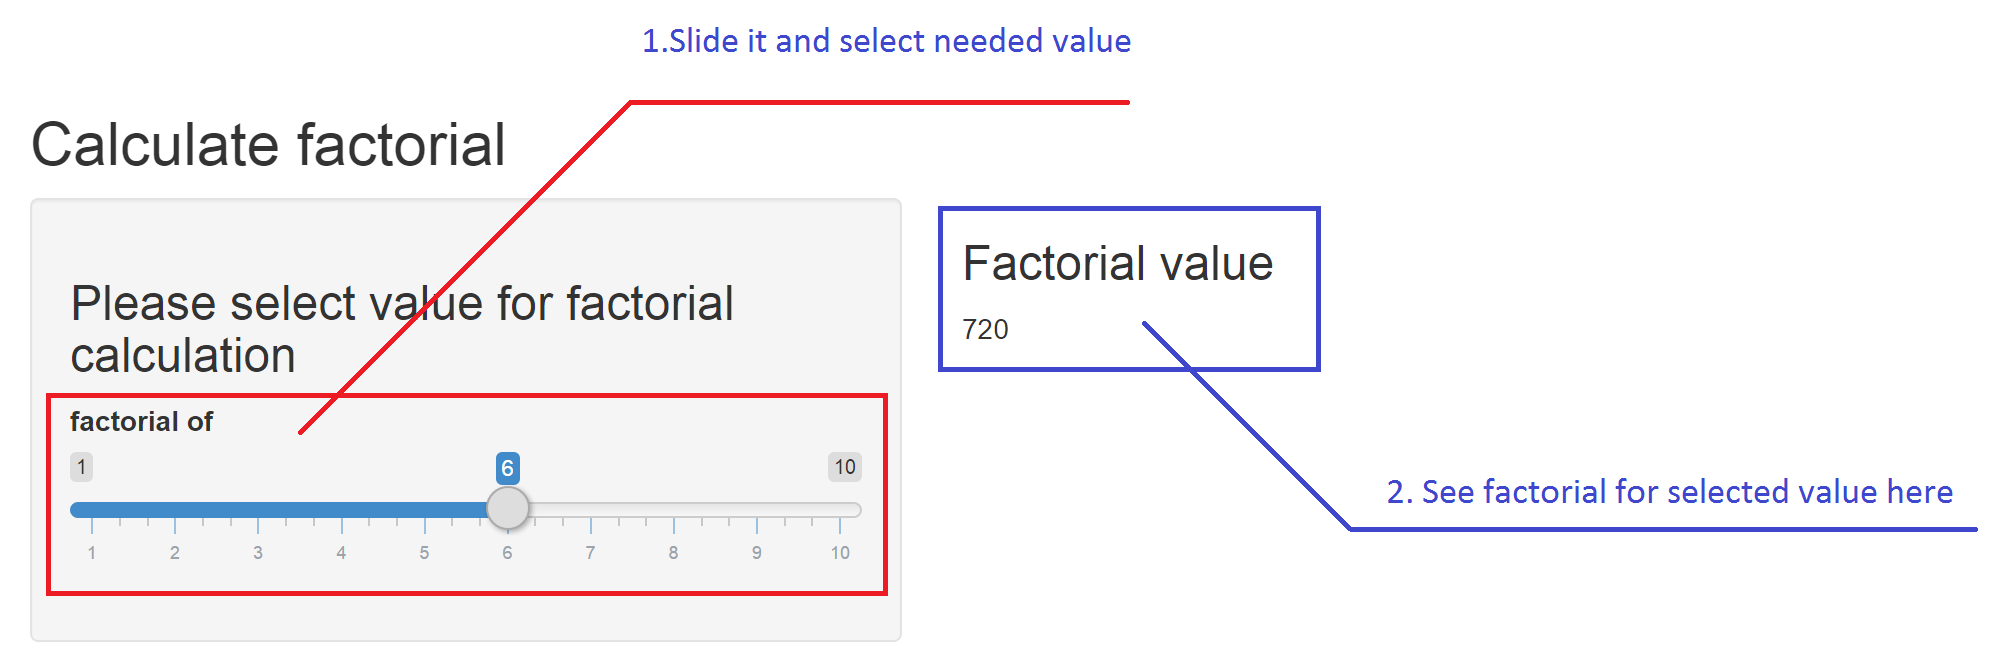 1.Slide it and select needed value
Calculate factorial
Please select value for factorial
calculation
factorial of
1 6 10
1 2 3 4 5 6 7 8 9 10
Factorial value
720
2. See factorial for selected value here